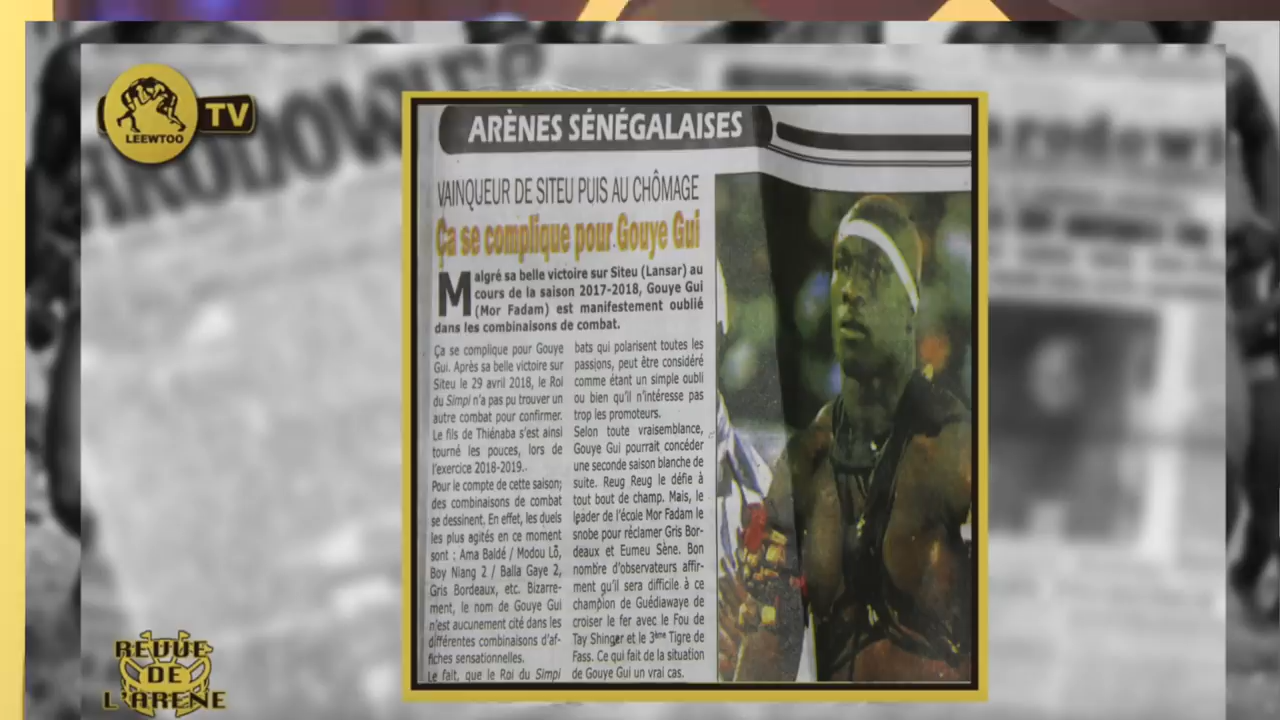 LEEWTOO
TV
ARÈNES SÉNÉGALAISES
VAINQUEUR DE SITEU PUIS AU CHÔMAGE
Ça se complique pour Gouye Gui
Malgré sa belle victoire sur Siteu (Lansar) au
cours de la saison 2017-2018, Gouye Gui
(Mor Fadam) est manifestement oublié
dans les combinaisons de combat.
Ça se complique pour Gouye
Gui. Après sa belle victoire sur
Siteu le 29 avril 2018, le Roi
du Simpi n'a pas pu trouver un
autre combat pour confirmer.
Le fils de Thiénaba s'est ainsi
tourné les pouces, lors de
l'exercice 2018-2019.
Pour le compte de cette saison;
des combinaisons de combat
se dessinent. En effet, les duels
les plus agités en ce moment
sont : Ama Baldé / Modou Lô,
Boy Niang 2 / Balla Gaye 2,
Gris Bordeaux, etc. Bizarre-
ment, le nom de Gouye Gui
n'est aucunement cité dans les
différentes combinaisons d'af-
fiches sensationnelles.
Le fait, que le Roi du Simpi
bats qui polarisent toutes les
passions, peut être considéré
comme étant un simple oubli
ou bien qu'il n'intéresse pas
trop les promoteurs.
Selon toute vraisemblance,
Gouye Gui pourrait concéder
une seconde saison blanche de
suite. Reug Reug le défie à
tout bout de champ. Mais, le
leader de l'école Mor Fadam le
snobe pour réclamer Gris Bor-
deaux et Eumeu Sène. Bon
nombre d'observateurs affir-
ment qu'il sera difficile à ce
champion de Guédiawaye de
croiser le fer avec le Fou de
Tay Shinger et le 3ème Tigre de
Fass. Ce qui fait de la situation
de Gouye Gui un vrai cas.
REVUE
DE
L'ARENE